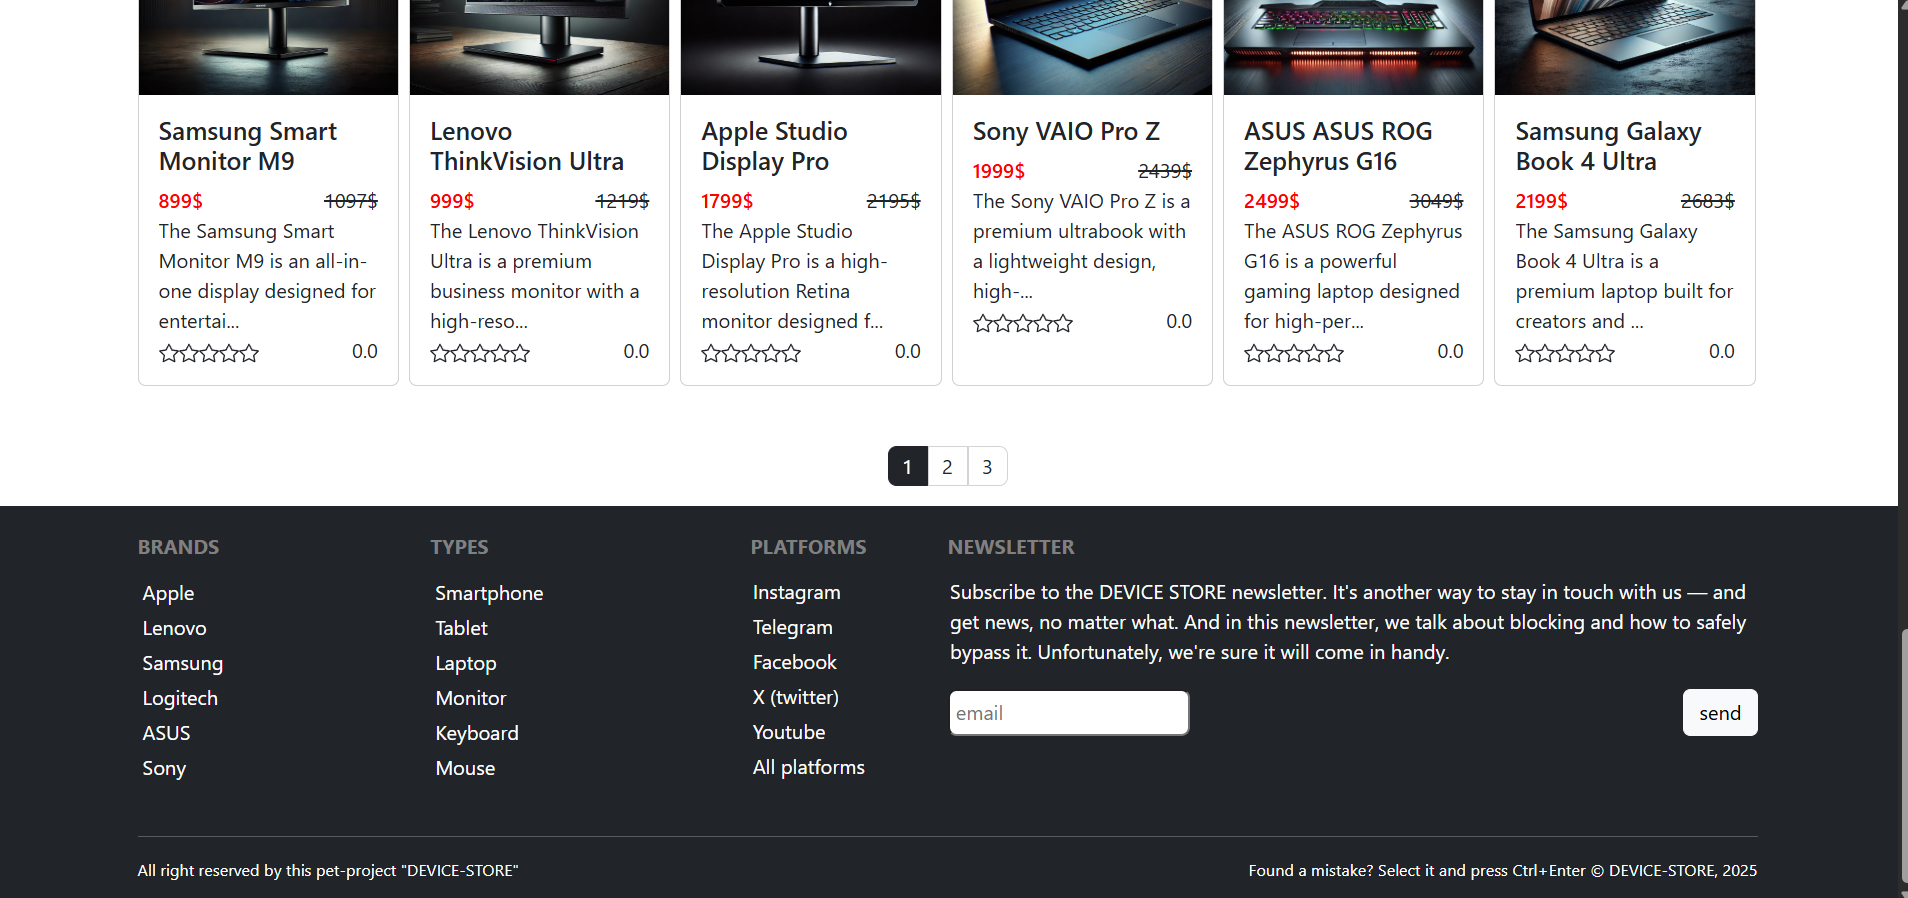 Samsung Smart
Monitor M9
899$ 1097$
The Samsung Smart
Monitor M9 is an all-in-
one display designed for
entertai...
0.0
Lenovo
ThinkVision Ultra
999$ 1219$
The Lenovo ThinkVision
Ultra is a premium
business monitor with a
high-reso...
0.0
Apple Studio
Display Pro
1799$ 2195$
The Apple Studio
Display Pro is a high-
resolution Retina
monitor designed f...
0.0
Sony VAIO Pro Z
1999$ 2439$
The Sony VAIO Pro Z is a
premium ultrabook with
a lightweight design,
high-...
0.0
ASUS ASUS ROG
Zephyrus G16
2499$ 3049$
The ASUS ROG Zephyrus
G16 is a powerful
gaming laptop designed
for high-per...
0.0
Samsung Galaxy
Book 4 Ultra
2199$ 2683$
The Samsung Galaxy
Book 4 Ultra is a
premium laptop built for
creators and ...
0.0
1 2 3
BRANDS
Apple
Lenovo
Samsung
Logitech
ASUS
Sony
TYPES
Smartphone
Tablet
Laptop
Monitor
Keyboard
Mouse
PLATFORMS
Instagram
Telegram
Facebook
X (twitter)
Youtube
All platforms
NEWSLETTER
Subscribe to the DEVICE STORE newsletter. It's another way to stay in touch with us — and
get news, no matter what. And in this newsletter, we talk about blocking and how to safely
bypass it. Unfortunately, we're sure it will come in handy.
email
send
All right reserved by this pet-project "DEVICE-STORE"
Found a mistake? Select it and press Ctrl+Enter © DEVICE-STORE, 2025